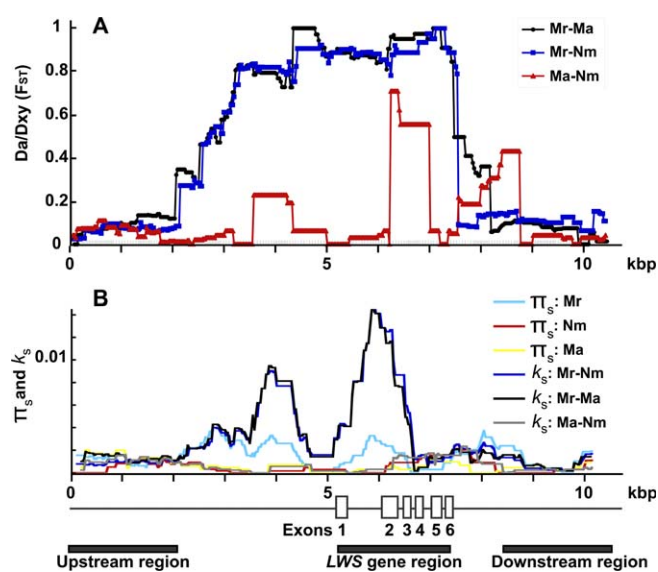 A
Da/Dxy (FST)
1
0.8
0.6
0.4
0.2
0
Mr-Ma
Mr-Nm
Ma-Nm
0 5 10 kbp
B
πs and ks
0.01
πs: Mr
πs: Nm
πs: Ma
ks: Mr-Nm
ks: Mr-Ma
ks: Ma-Nm
0 5 10 kbp
Exons 1 2 3 4 5 6
Upstream region LWS gene region Downstream region